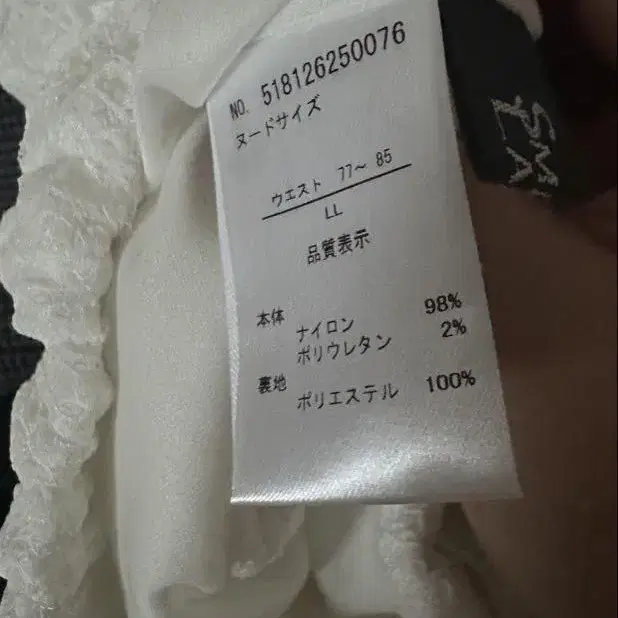 NO. 518126250076
ヌードサイズ
ウエスト 77～ 85
LL
品質表示
本体
ナイロン 98%
ポリウレタン 2%
裏地
ポリエステル 100%